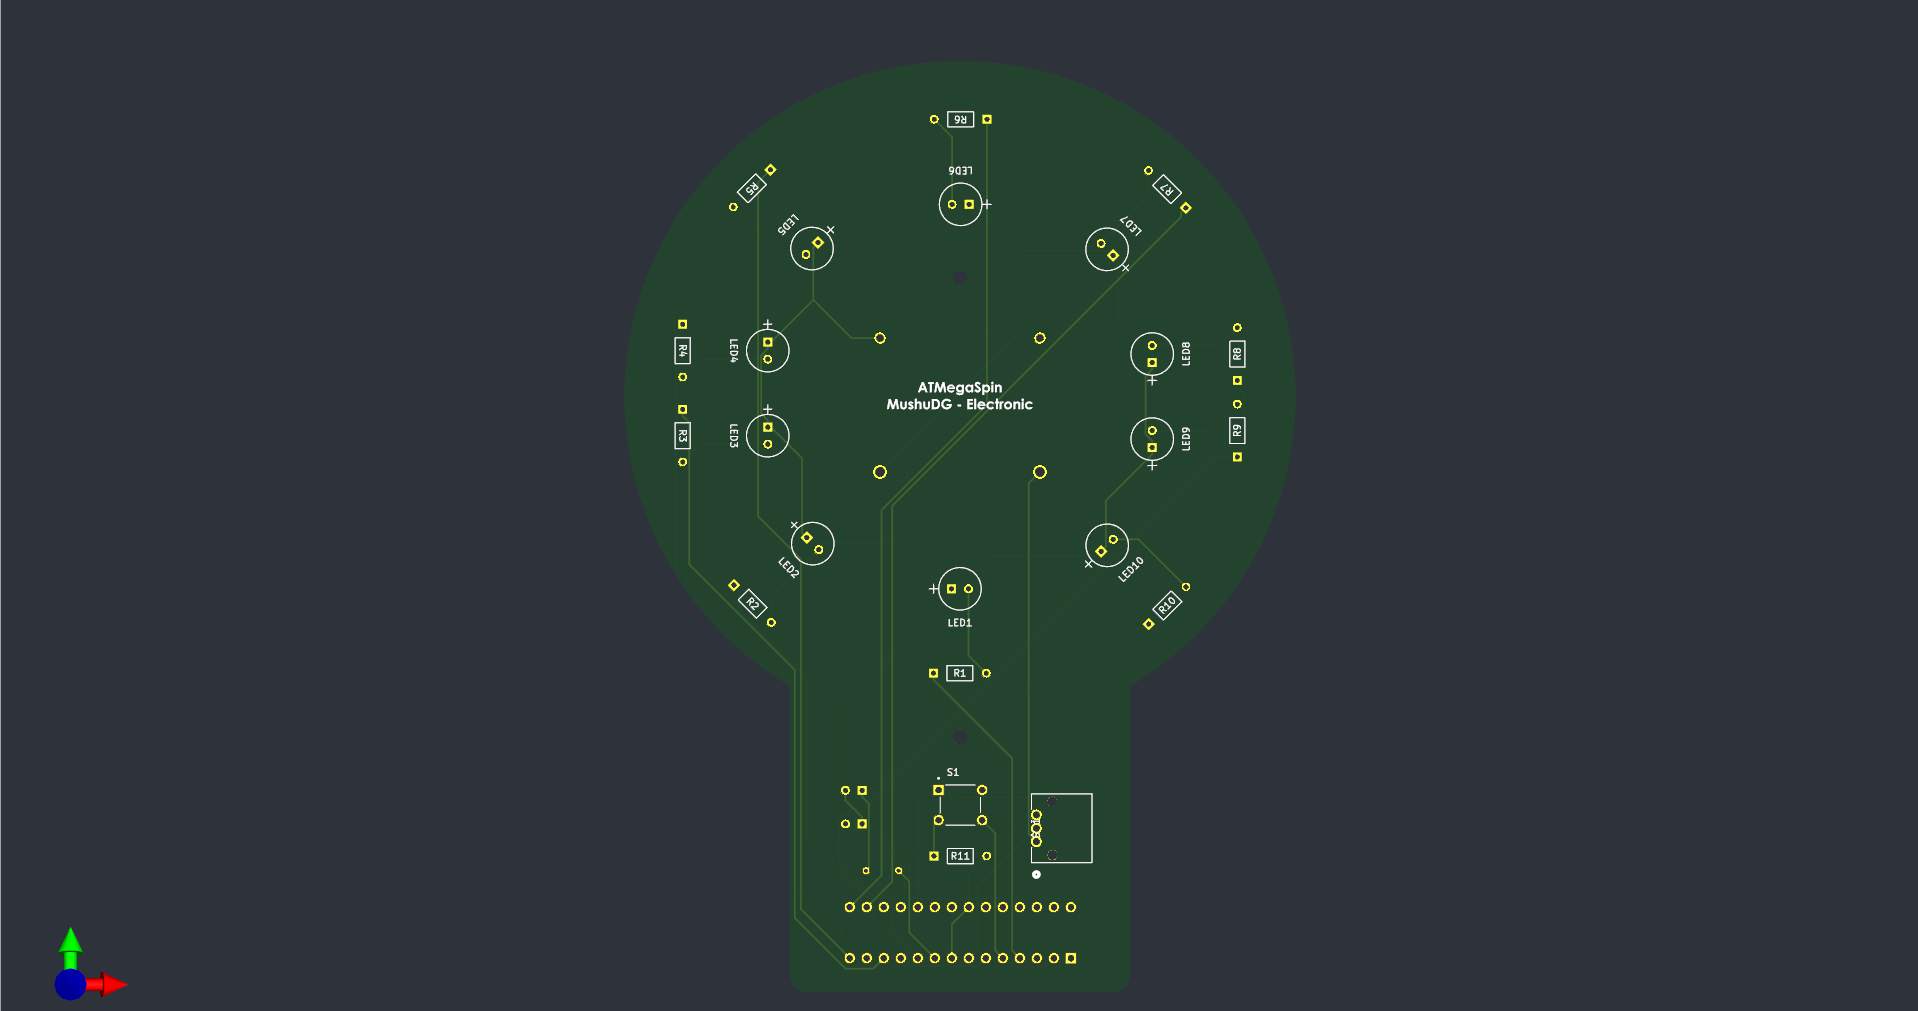 R6
LED6
R5
R7
LED5
LED7
R4
LED4
LED8
R8
ATMegaSpin
MushuDG - Electronic
R3
LED3
LED9
R9
LED2
LED10
R2
R10
LED1
R1
S1
R11